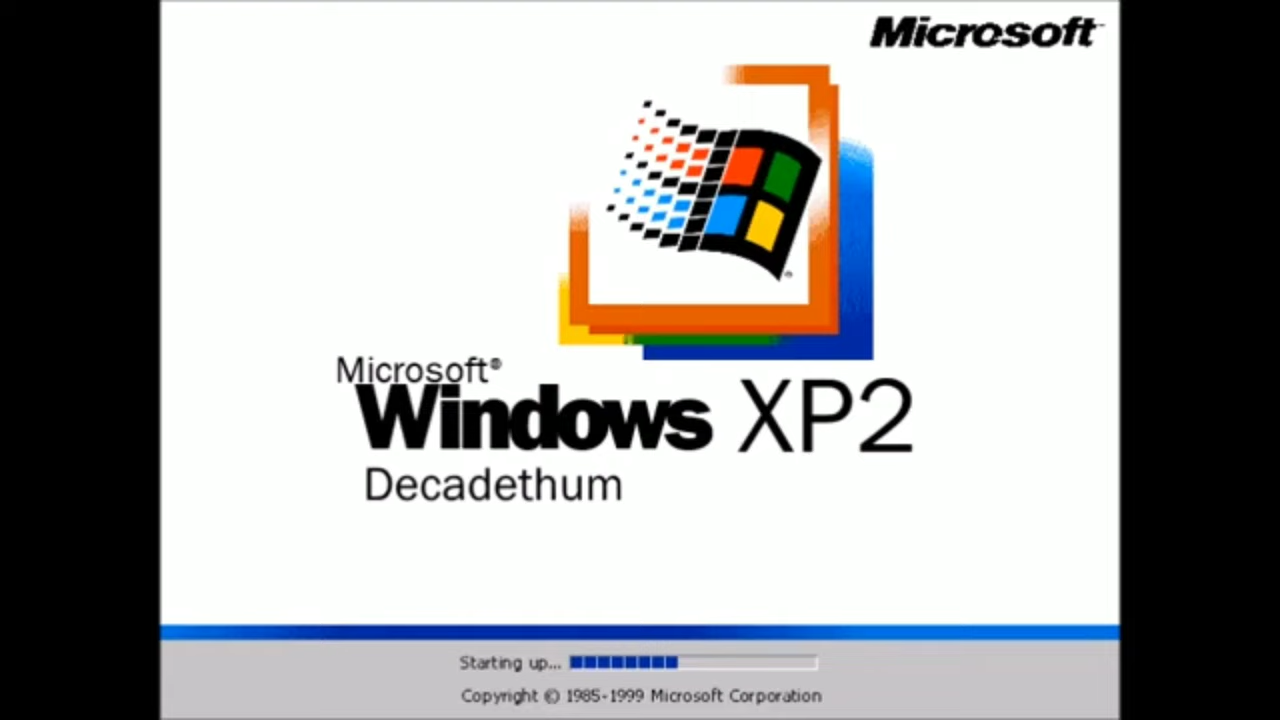 Microsoft
Microsoft®
Windows XP2
Decadethum
Starting up...
Copyright © 1985-1999 Microsoft Corporation